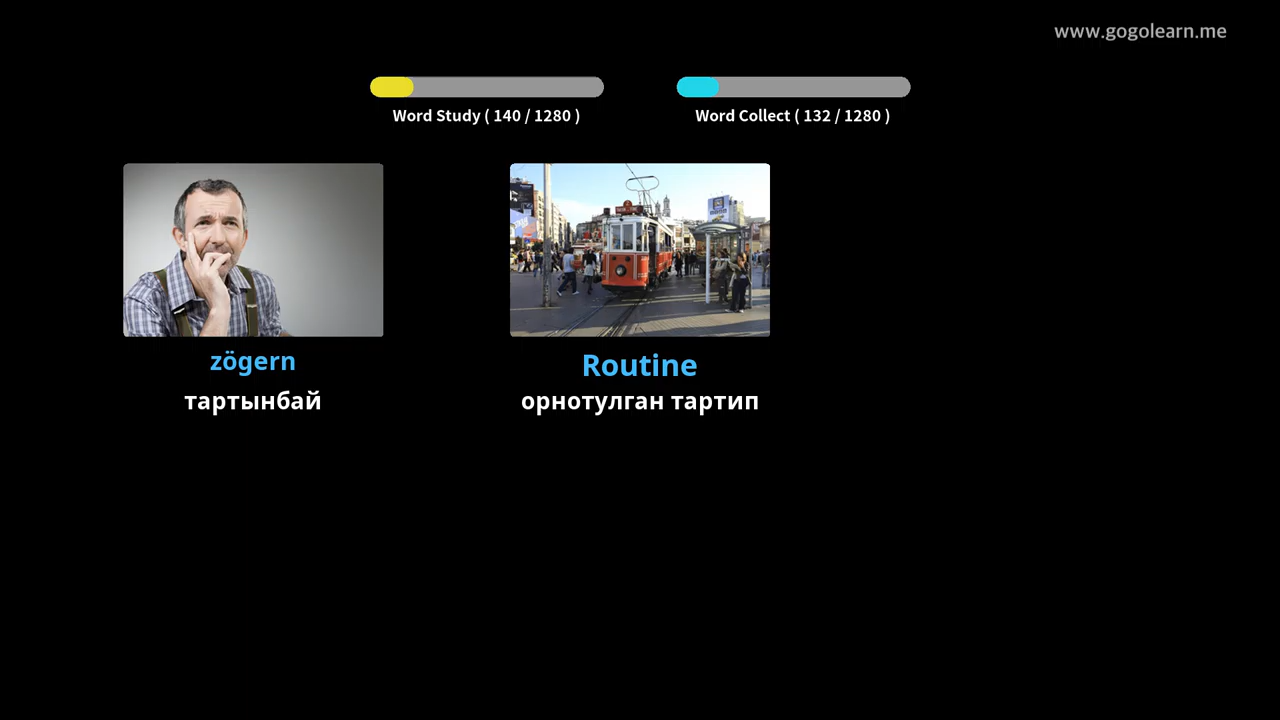 www.gogolearn.me
Word Study ( 140 / 1280 )
Word Collect ( 132 / 1280 )
zögern
Routine
тартынбай
орнотулган тартип